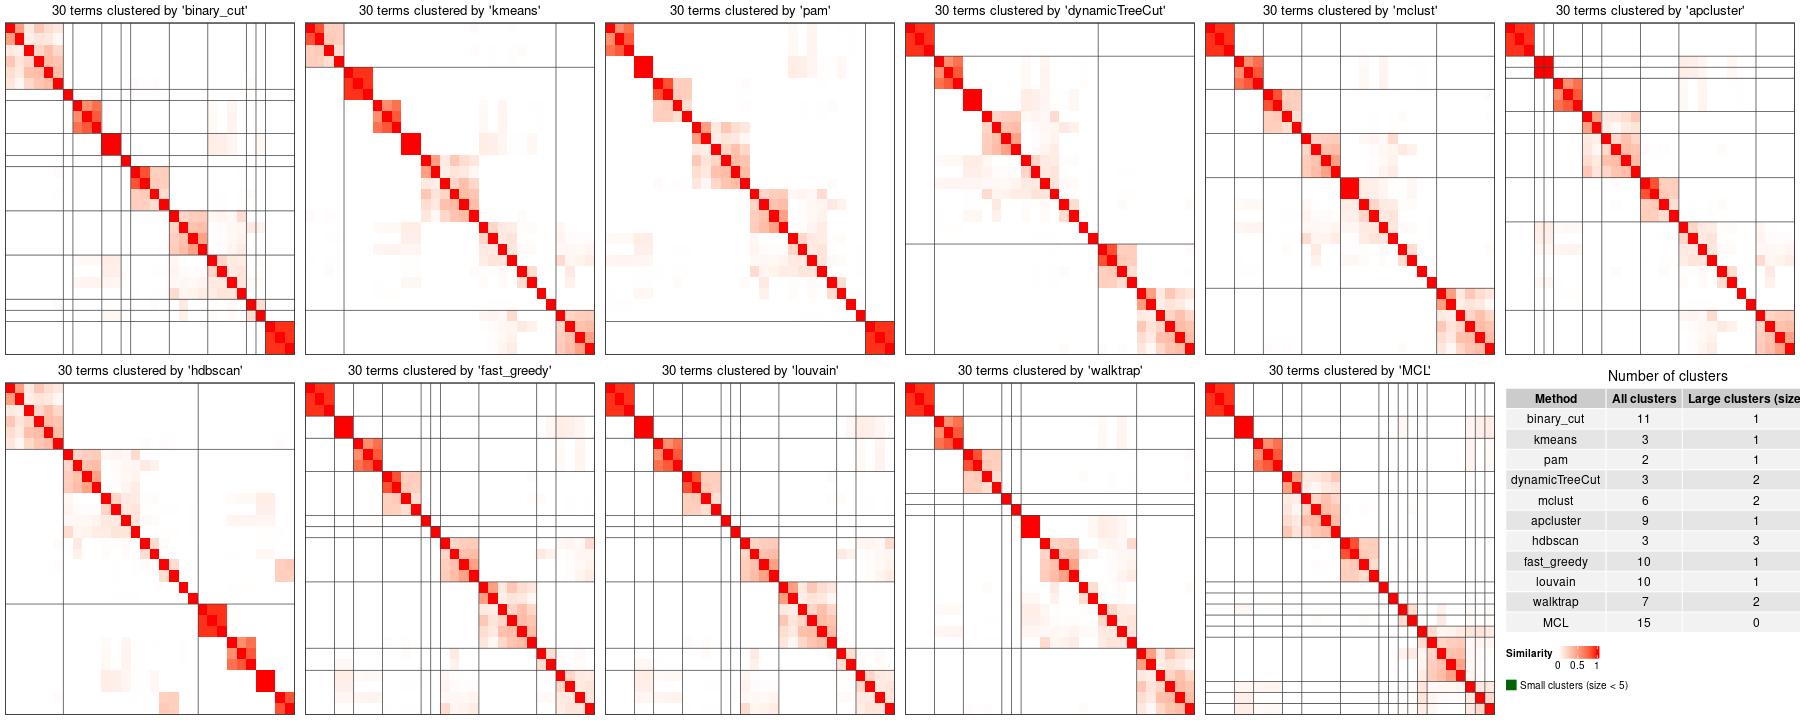 30 terms clustered by 'binary_cut'
30 terms clustered by 'kmeans'
30 terms clustered by 'pam'
30 terms clustered by 'dynamicTreeCut'
30 terms clustered by 'mclust'
30 terms clustered by 'apcluster'
30 terms clustered by 'hdbscan'
30 terms clustered by 'fast_greedy'
30 terms clustered by 'louvain'
30 terms clustered by 'walktrap'
30 terms clustered by 'MCL'
Number of clusters
Method All clusters Large clusters (size
binary_cut 11 1
kmeans 3 1
pam 2 1
dynamicTreeCut 3 2
mclust 6 2
apcluster 9 1
hdbscan 3 3
fast_greedy 10 1
louvain 10 1
walktrap 7 2
MCL 15 0
Similarity
0 0.5 1
Small clusters (size < 5)